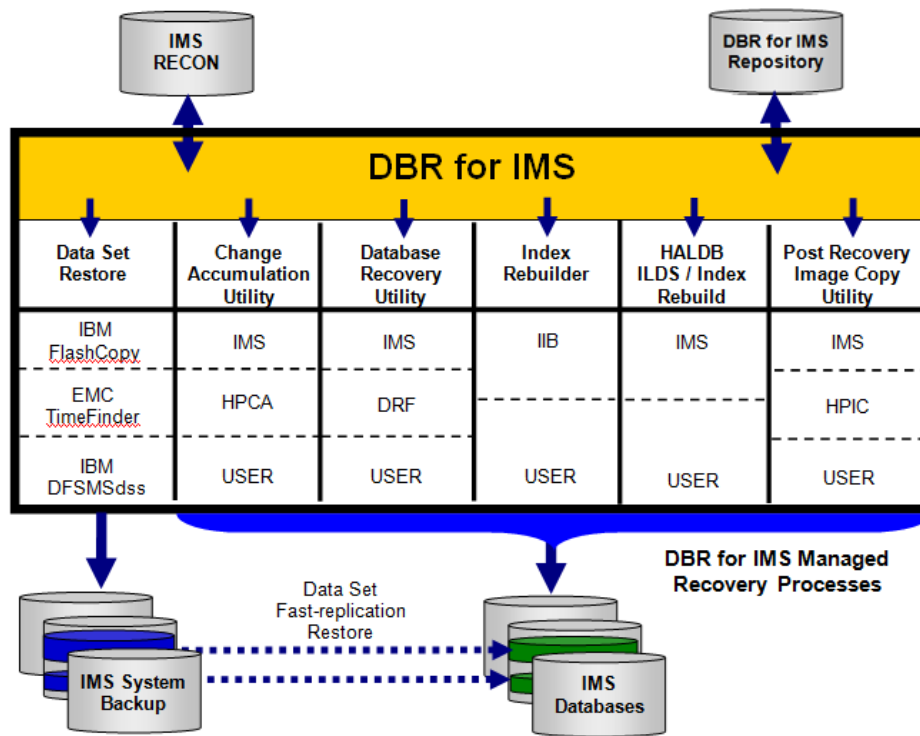 IMS
RECON
DBR for IMS
Repository
DBR for IMS
Data Set
Restore
Change
Accumulation
Utility
Database
Recovery
Utility
Index
Rebuilder
HALDB
ILDS / Index
Rebuild
Post Recovery
Image Copy
Utility
IBM
FlashCopy
IMS
IMS
IIB
IMS
IMS
EMC
TimeFinder
HPCA
DRF
HPIC
IBM
DFSMSdss
USER
USER
USER
USER
USER
DBR for IMS Managed
Recovery Processes
Data Set
Fast-replication
Restore
IMS System
Backup
IMS
Databases